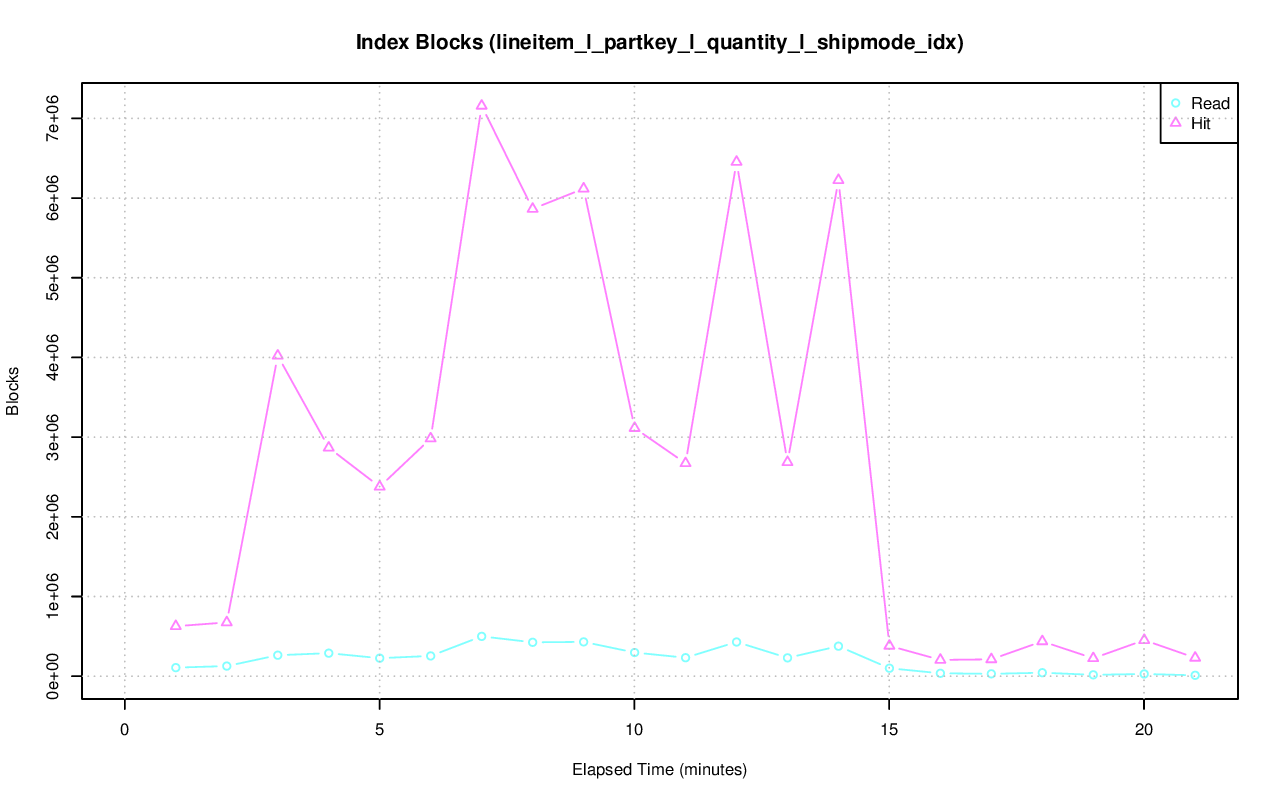 Index Blocks (lineitem_l_partkey_l_quantity_l_shipmode_idx)
Read
Hit
7e+06
6e+06
5e+06
4e+06
3e+06
2e+06
1e+06
0e+00
Blocks
0 5 10 15 20
Elapsed Time (minutes)